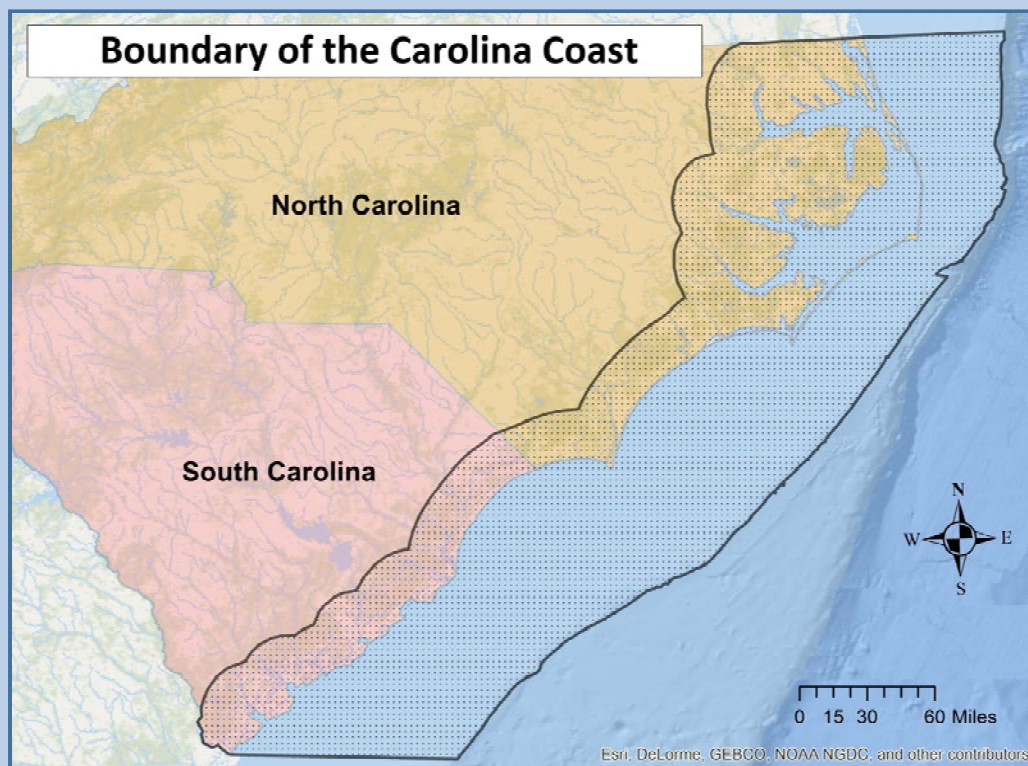 Boundary of the Carolina Coast
North Carolina
South Carolina
N
W E
S
0 15 30 60 Miles
Esri, DeLorme, GEBCO, NOAA NGDC, and other contributors